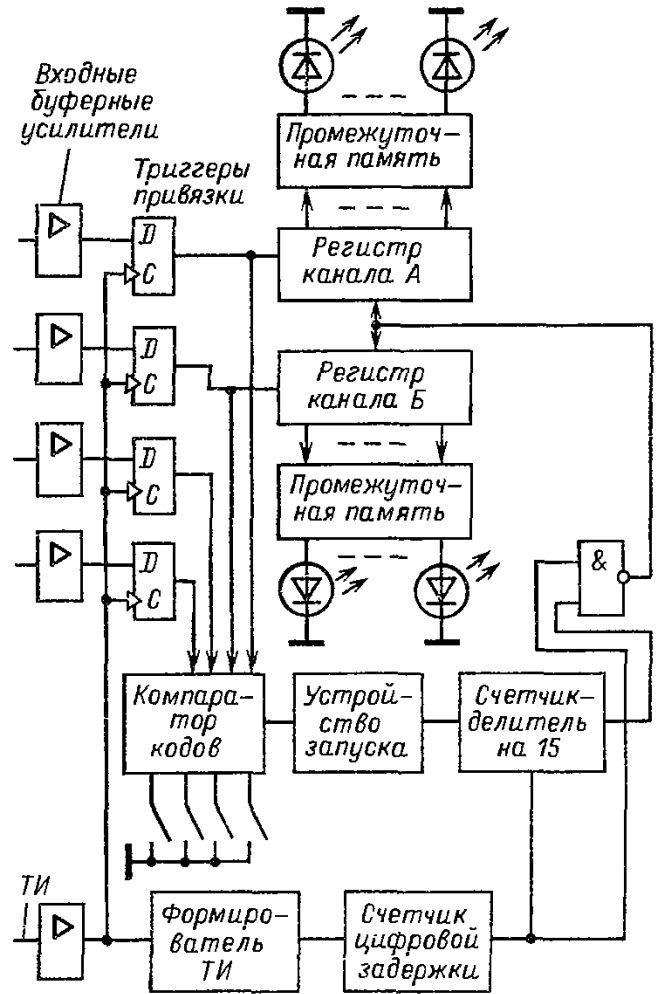 Входные
буферные
усилители
Триггеры
привязки
Промежуточ-
ная память
D
C
Регистр
канала А
D
C
Регистр
канала Б
D
C
Промежуточ-
ная память
D
C
&
Компара-
тор
кодов
Устрой-
ство
запуска
Счетчик-
делитель
на 15
ТИ
Формиро-
ватель
ТИ
Счетчик
цифровой
задержки